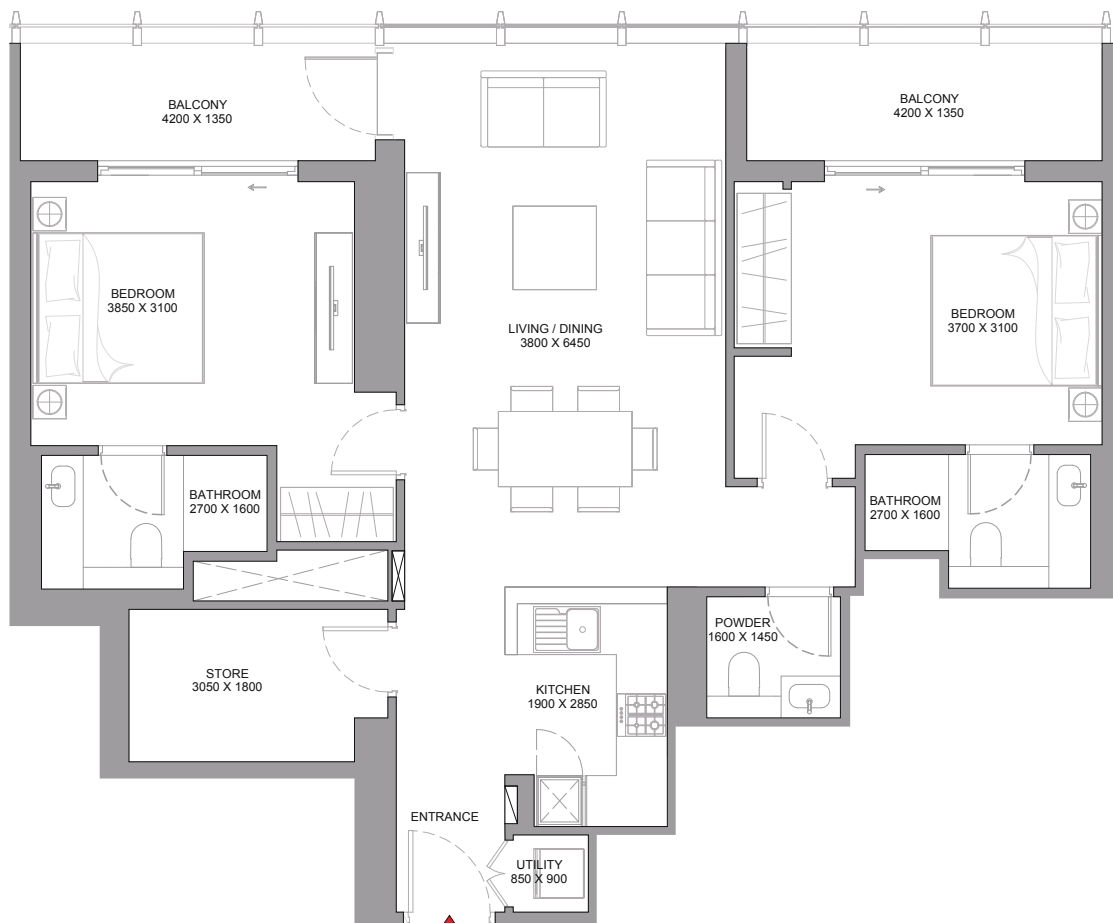 BALCONY
4200 X 1350
BALCONY
4200 X 1350
BEDROOM
3850 X 3100
LIVING / DINING
3800 X 6450
BEDROOM
3700 X 3100
BATHROOM
2700 X 1600
BATHROOM
2700 X 1600
POWDER
1600 X 1450
STORE
3050 X 1800
KITCHEN
1900 X 2850
ENTRANCE
UTILITY
850 X 900